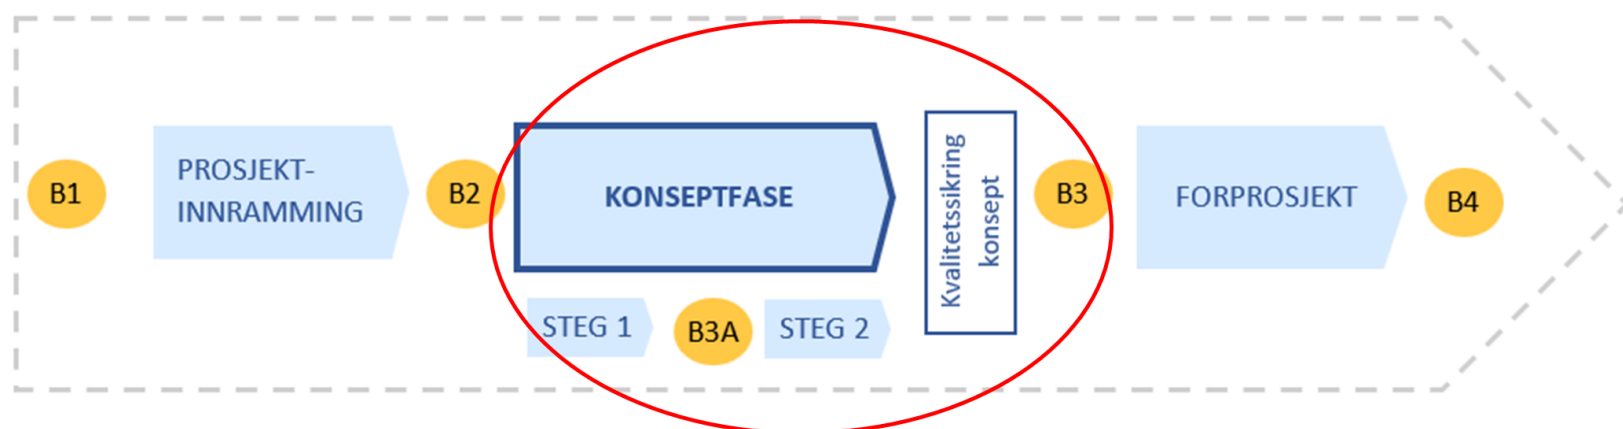 B1
PROSJEKT-
INNRAMMING
B2
KONSEPTFASE
STEG 1
B3A
STEG 2
Kvalitetssikring
konsept
B3
FORPROSJEKT
B4